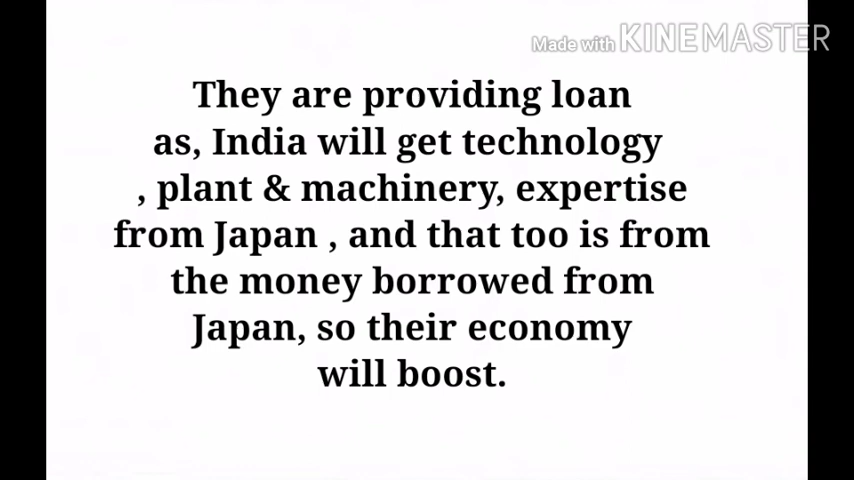 Made with KINEMASTER
They are providing loan
as, India will get technology
, plant & machinery, expertise
from Japan , and that too is from
the money borrowed from
Japan, so their economy
will boost.